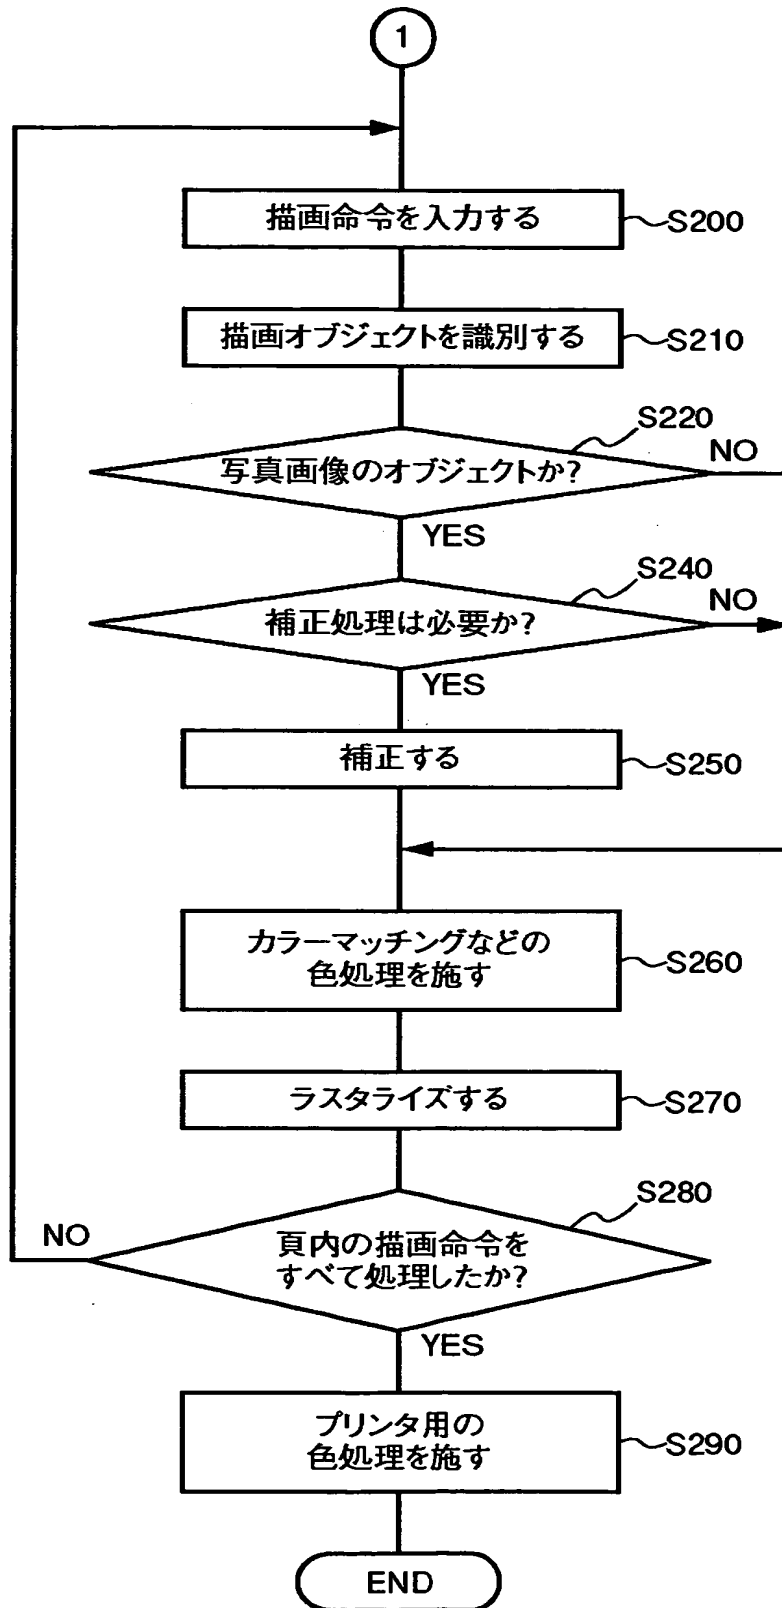 1
描画命令を入力する
S200
描画オブジェクトを識別する
S210
S220
写真画像のオブジェクトか?
NO
YES
S240
補正処理は必要か?
NO
YES
補正する
S250
カラーマッチングなどの
色処理を施す
S260
ラスタライズする
S270
S280
NO
頁内の描画命令を
すべて処理したか?
YES
プリンタ用の
色処理を施す
S290
END